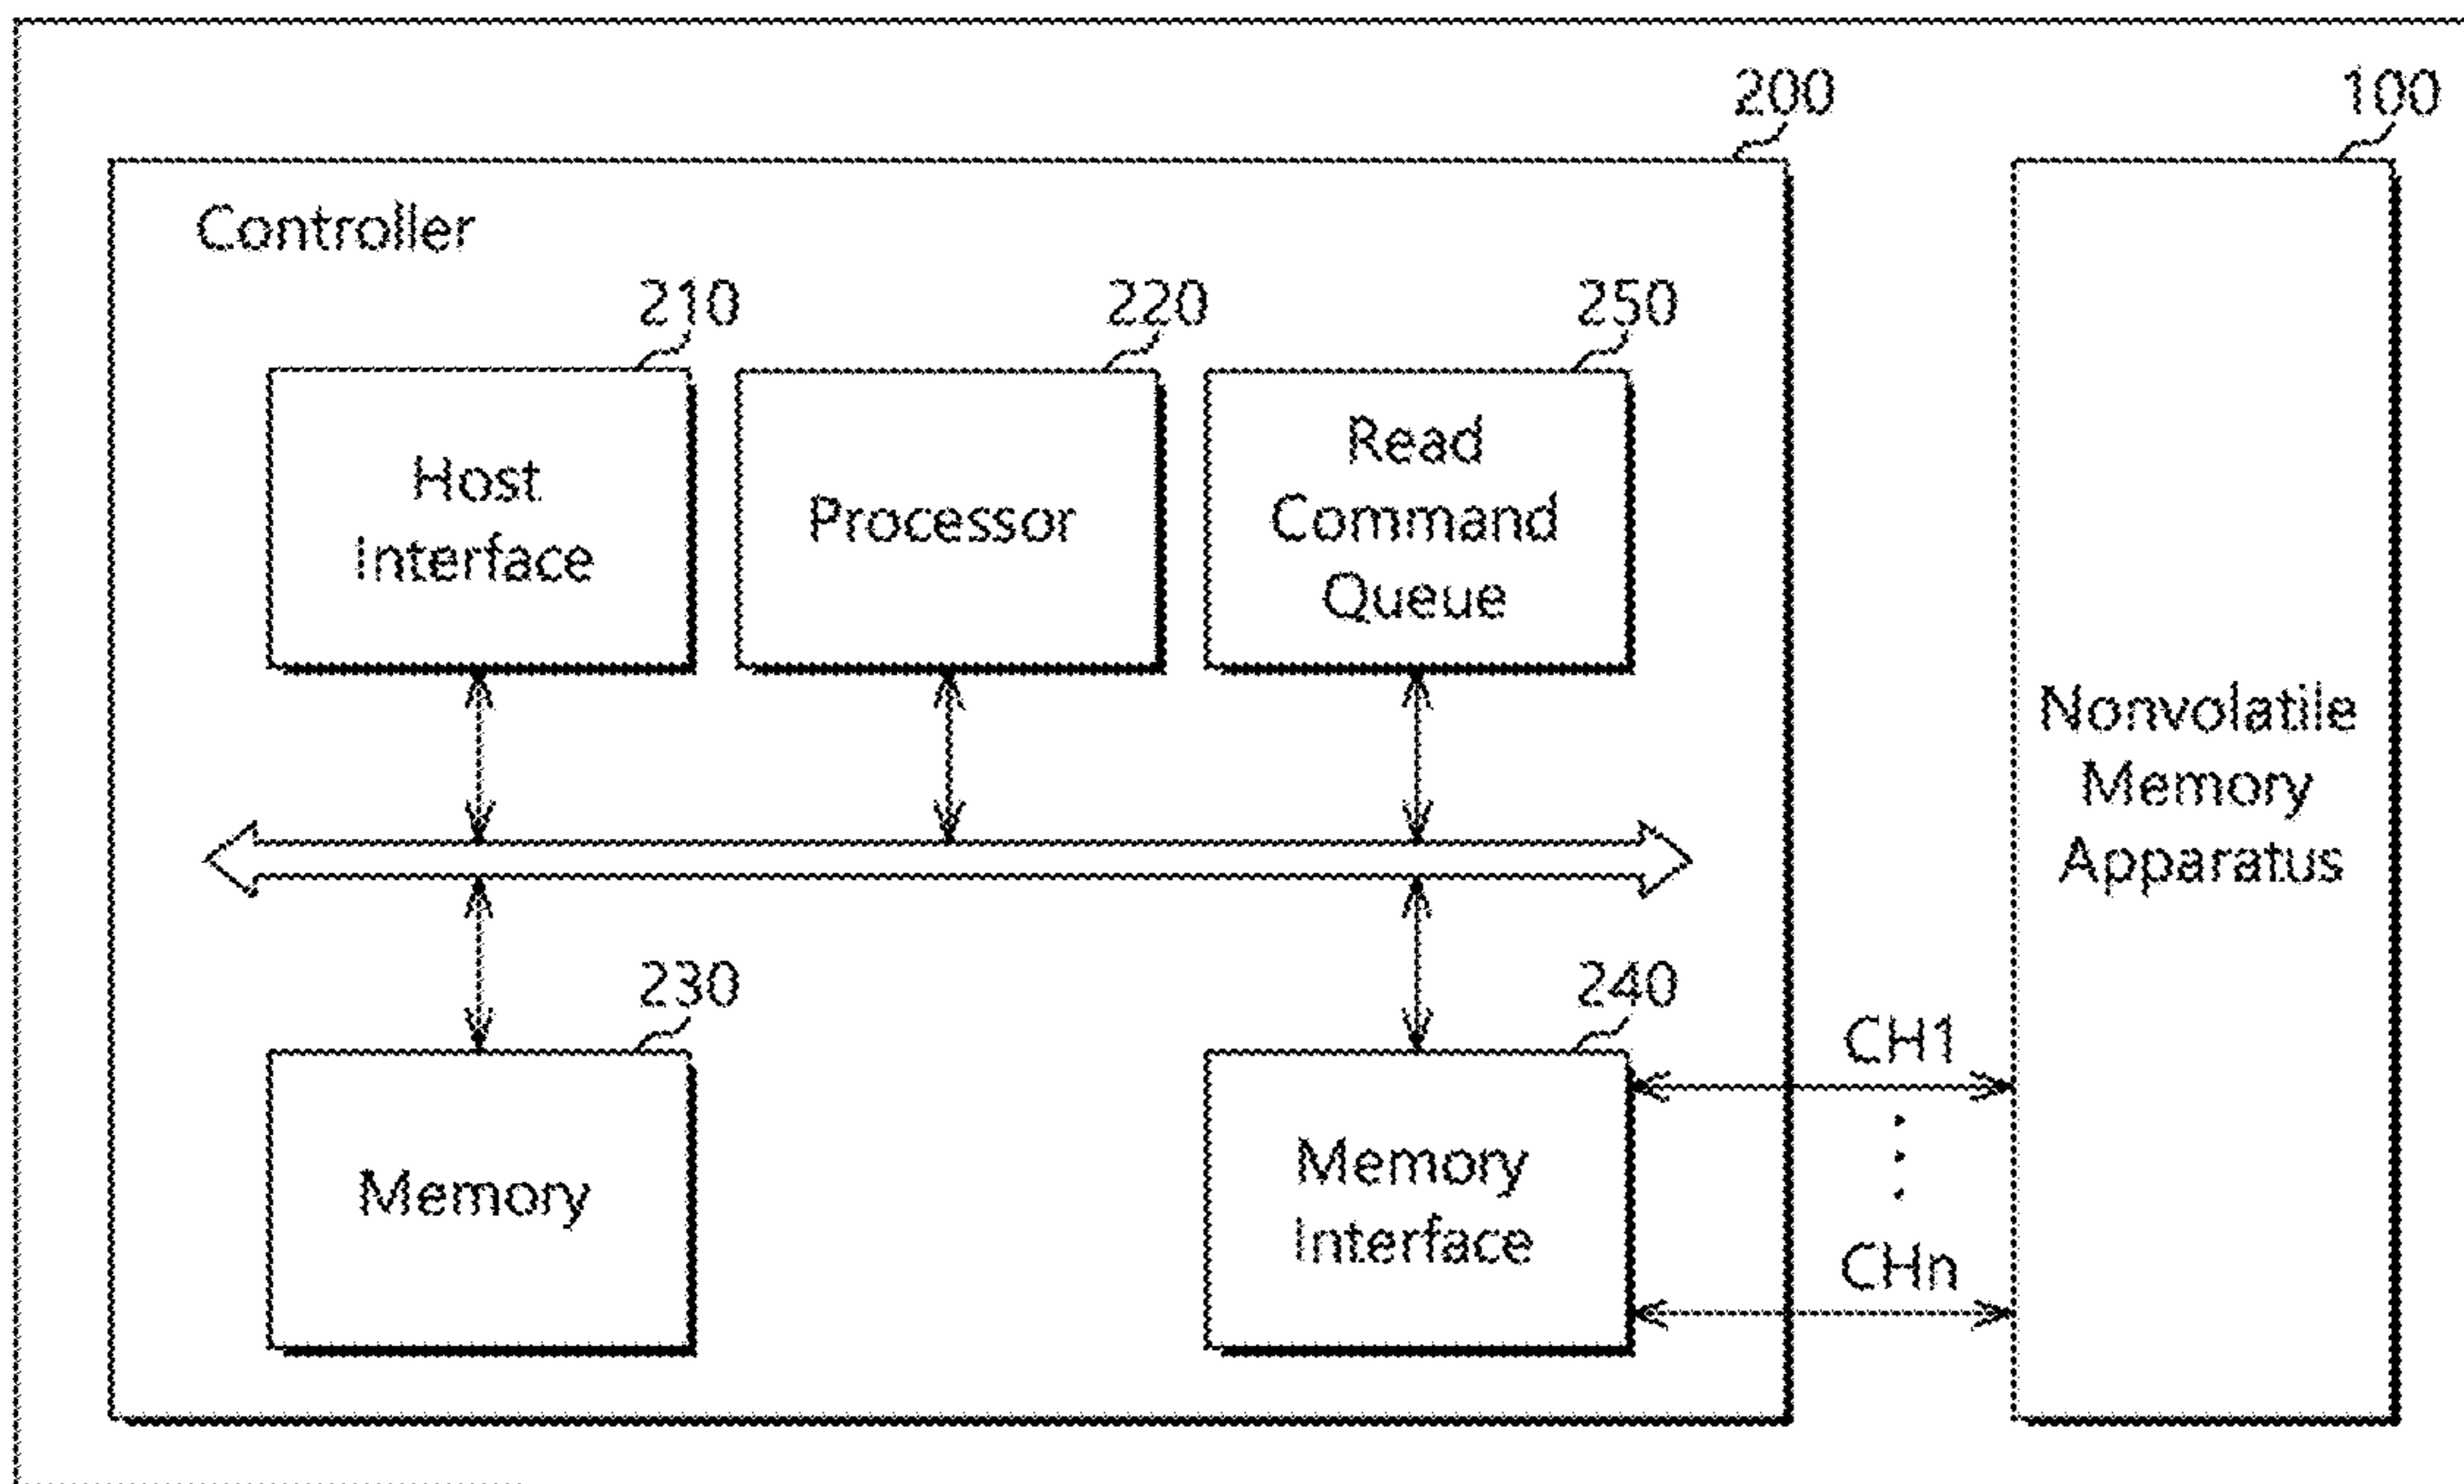 200
100
Controller
210
220
250
Host
Interface
Processor
Read
Command
Queue
Nonvolatile
Memory
Apparatus
230
240
Memory
Memory
Interface
CH1
CHn